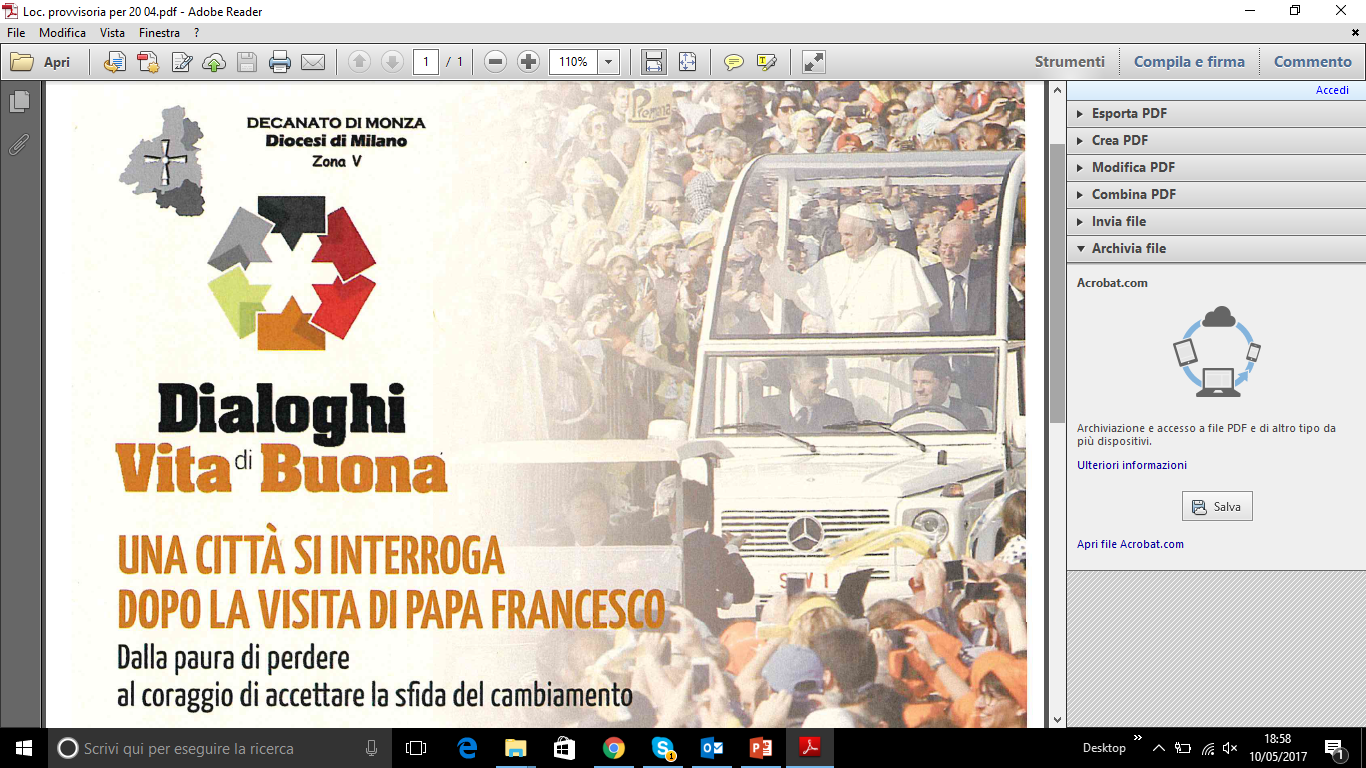 Loc. provvisoria per 20 04.pdf - Adobe Reader
File Modifica Vista Finestra ?
Apri 1 / 1 110% Strumenti Compila e firma Commento
Accedi
Esporta PDF
Crea PDF
Modifica PDF
Combina PDF
Invia file
Archivia file
Acrobat.com
Archiviazione e accesso a file PDF e di altro tipo da
più dispositivi.
Ulteriori informazioni
Salva
Apri file Acrobat.com
DECANATO DI MONZA
Diocesi di Milano
Zona V
Premana
Dialoghi
Vita di Buona
SV1
UNA CITTÀ SI INTERROGA
DOPO LA VISITA DI PAPA FRANCESCO
Dalla paura di perdere
al coraggio di accettare la sfida del cambiamento
Scrivi qui per eseguire la ricerca
Desktop
18:58
10/05/2017
1